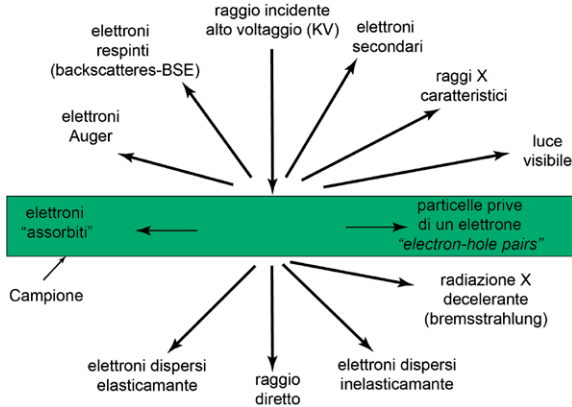 raggio incidente
alto voltaggio (KV)
elettroni
respinti
(backscatteres-BSE)
elettroni
secondari
raggi X
caratteristici
elettroni
Auger
luce
visibile
elettroni
“assorbiti”
particelle prive
di un elettrone
“electron-hole pairs”
Campione
radiazione X
decelerante
(bremsstrahlung)
elettroni dispersi
elasticamante
raggio
diretto
elettroni dispersi
inelasticamante